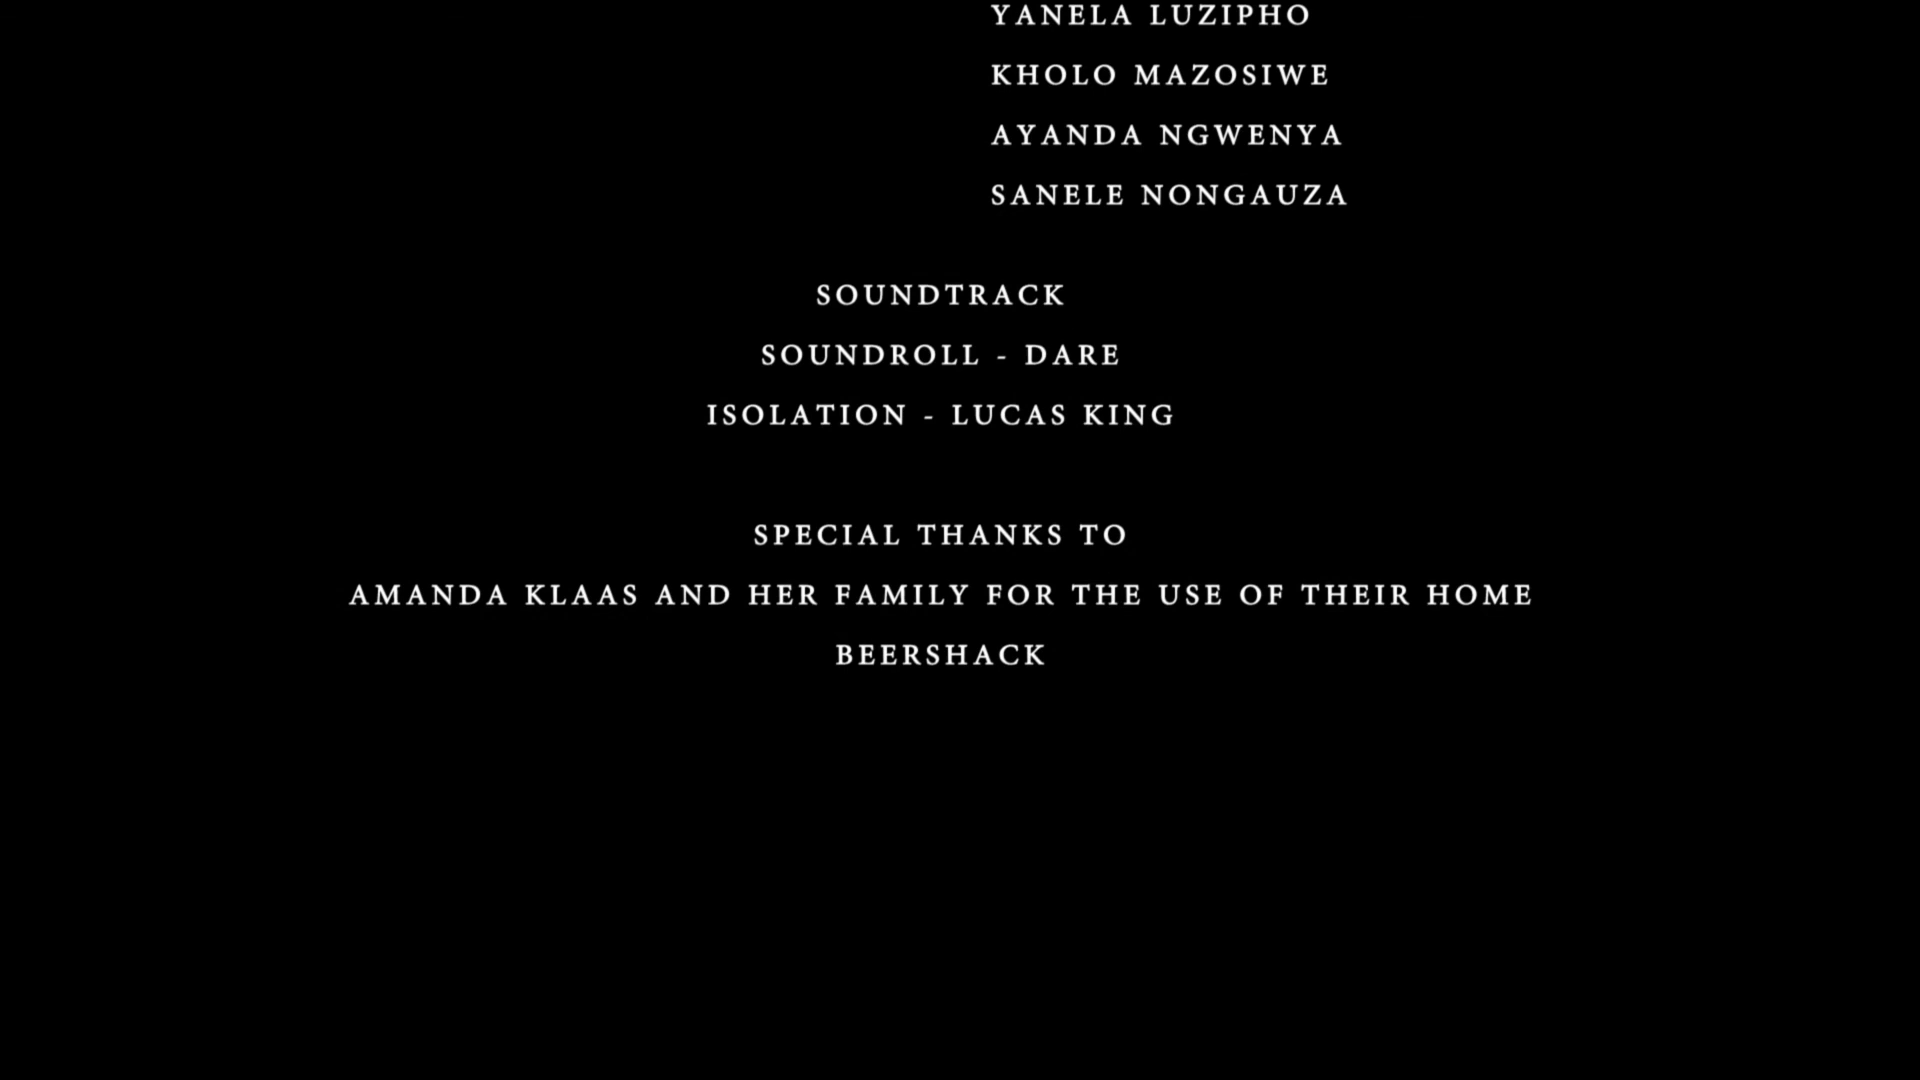 YANELA LUZIPHO
KHOLO MAZOSIWE
AYANDA NGWENYA
SANELE NONGAUZA
SOUNDTRACK
SOUNDROLL - DARE
ISOLATION - LUCAS KING
SPECIAL THANKS TO
AMANDA KLAAS AND HER FAMILY FOR THE USE OF THEIR HOME
BEERSHACK